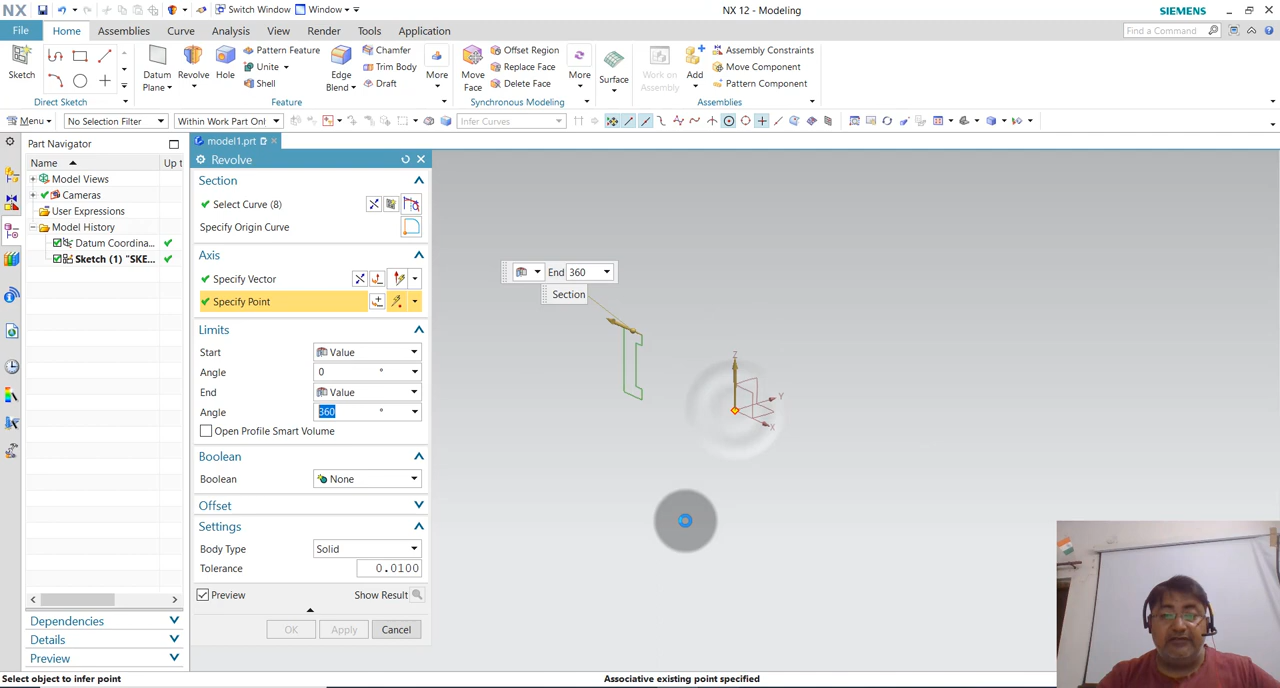 NX
Switch Window
Window
NX 12 - Modeling
SIEMENS
File
Home
Assemblies
Curve
Analysis
View
Render
Tools
Application
Find a Command
Sketch
Direct Sketch
Datum
Plane
Revolve
Hole
Pattern Feature
Unite
Shell
Edge
Blend
Chamfer
Trim Body
Draft
More
Feature
Move
Face
Offset Region
Replace Face
Delete Face
More
Synchronous Modeling
Surface
Work on
Assembly
Add
Assembly Constraints
Move Component
Pattern Component
Assemblies
Menu
No Selection Filter
Within Work Part Onl
Infer Curves
Part Navigator
Name
Up t
Model Views
Cameras
User Expressions
Model History
Datum Coordina...
Sketch (1) "SKE...
Dependencies
Details
Preview
model1.prt
Revolve
Section
Select Curve (8)
Specify Origin Curve
Axis
Specify Vector
Specify Point
Limits
Start
Value
Angle
0
°
End
Value
Angle
360
°
Open Profile Smart Volume
Boolean
Boolean
None
Offset
Settings
Body Type
Solid
Tolerance
0.0100
Preview
Show Result
OK
Apply
Cancel
End 360
Section
Z
Y
X
Select object to infer point
Associative existing point specified